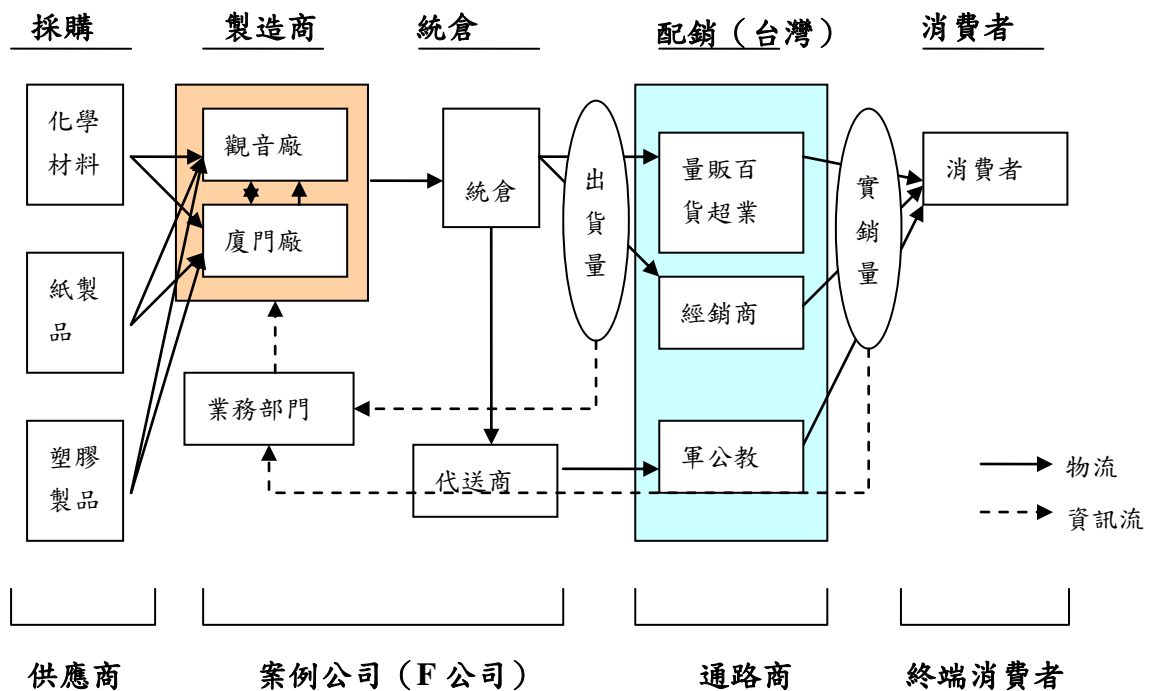 採購
製造商
統倉
配銷（台灣）
消費者
化學
材料
紙製
品
塑膠
製品
觀音廠
廈門廠
業務部門
統倉
代送商
出
貨
量
量販百
貨超業
經銷商
軍公教
實
銷
量
消費者
物流
資訊流
供應商
案例公司（F 公司）
通路商
終端消費者